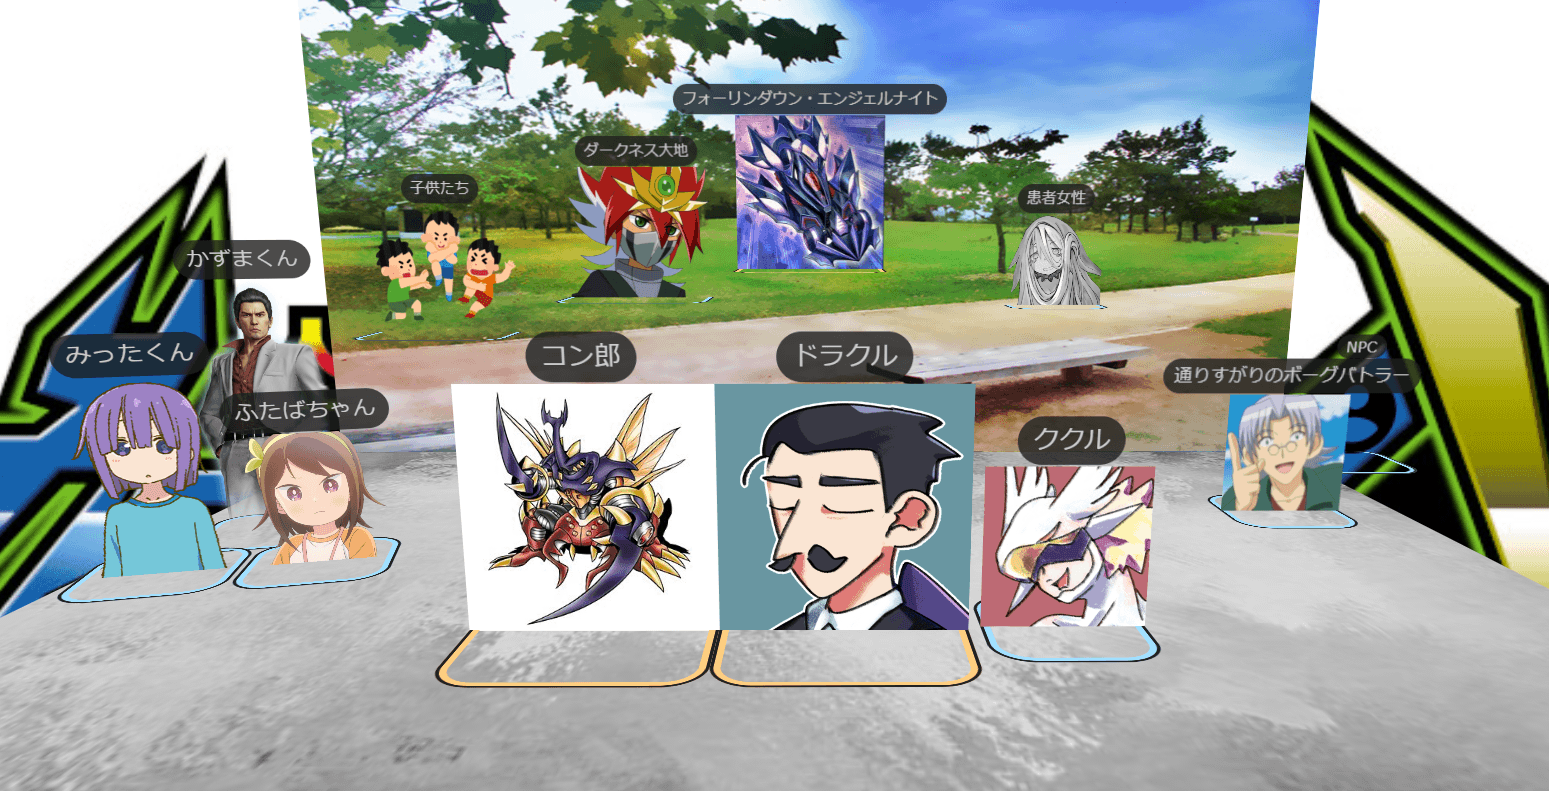 フォーリンダウン・エンジェルナイト
ダークネス大地
子供たち
患者女性
かずまくん
みったくん
コン郎
ドラクル
NPC
通りすがりのボーグバトラー
ふたばちゃん
ククル